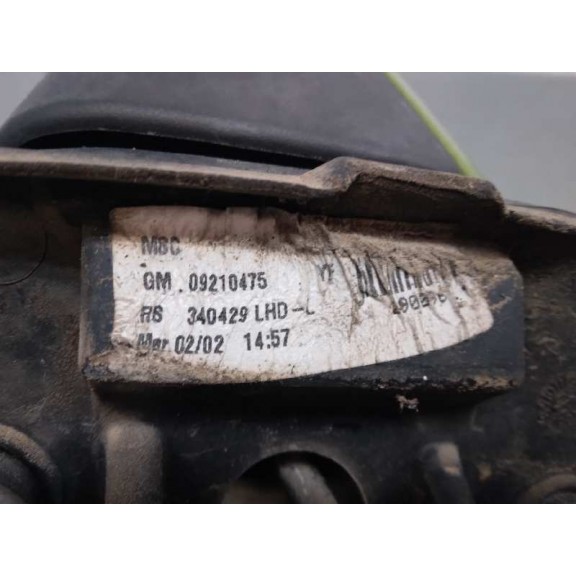 MBC
GM . 09210475
RS 340429 LHD-L
Mar 02/02 14:57